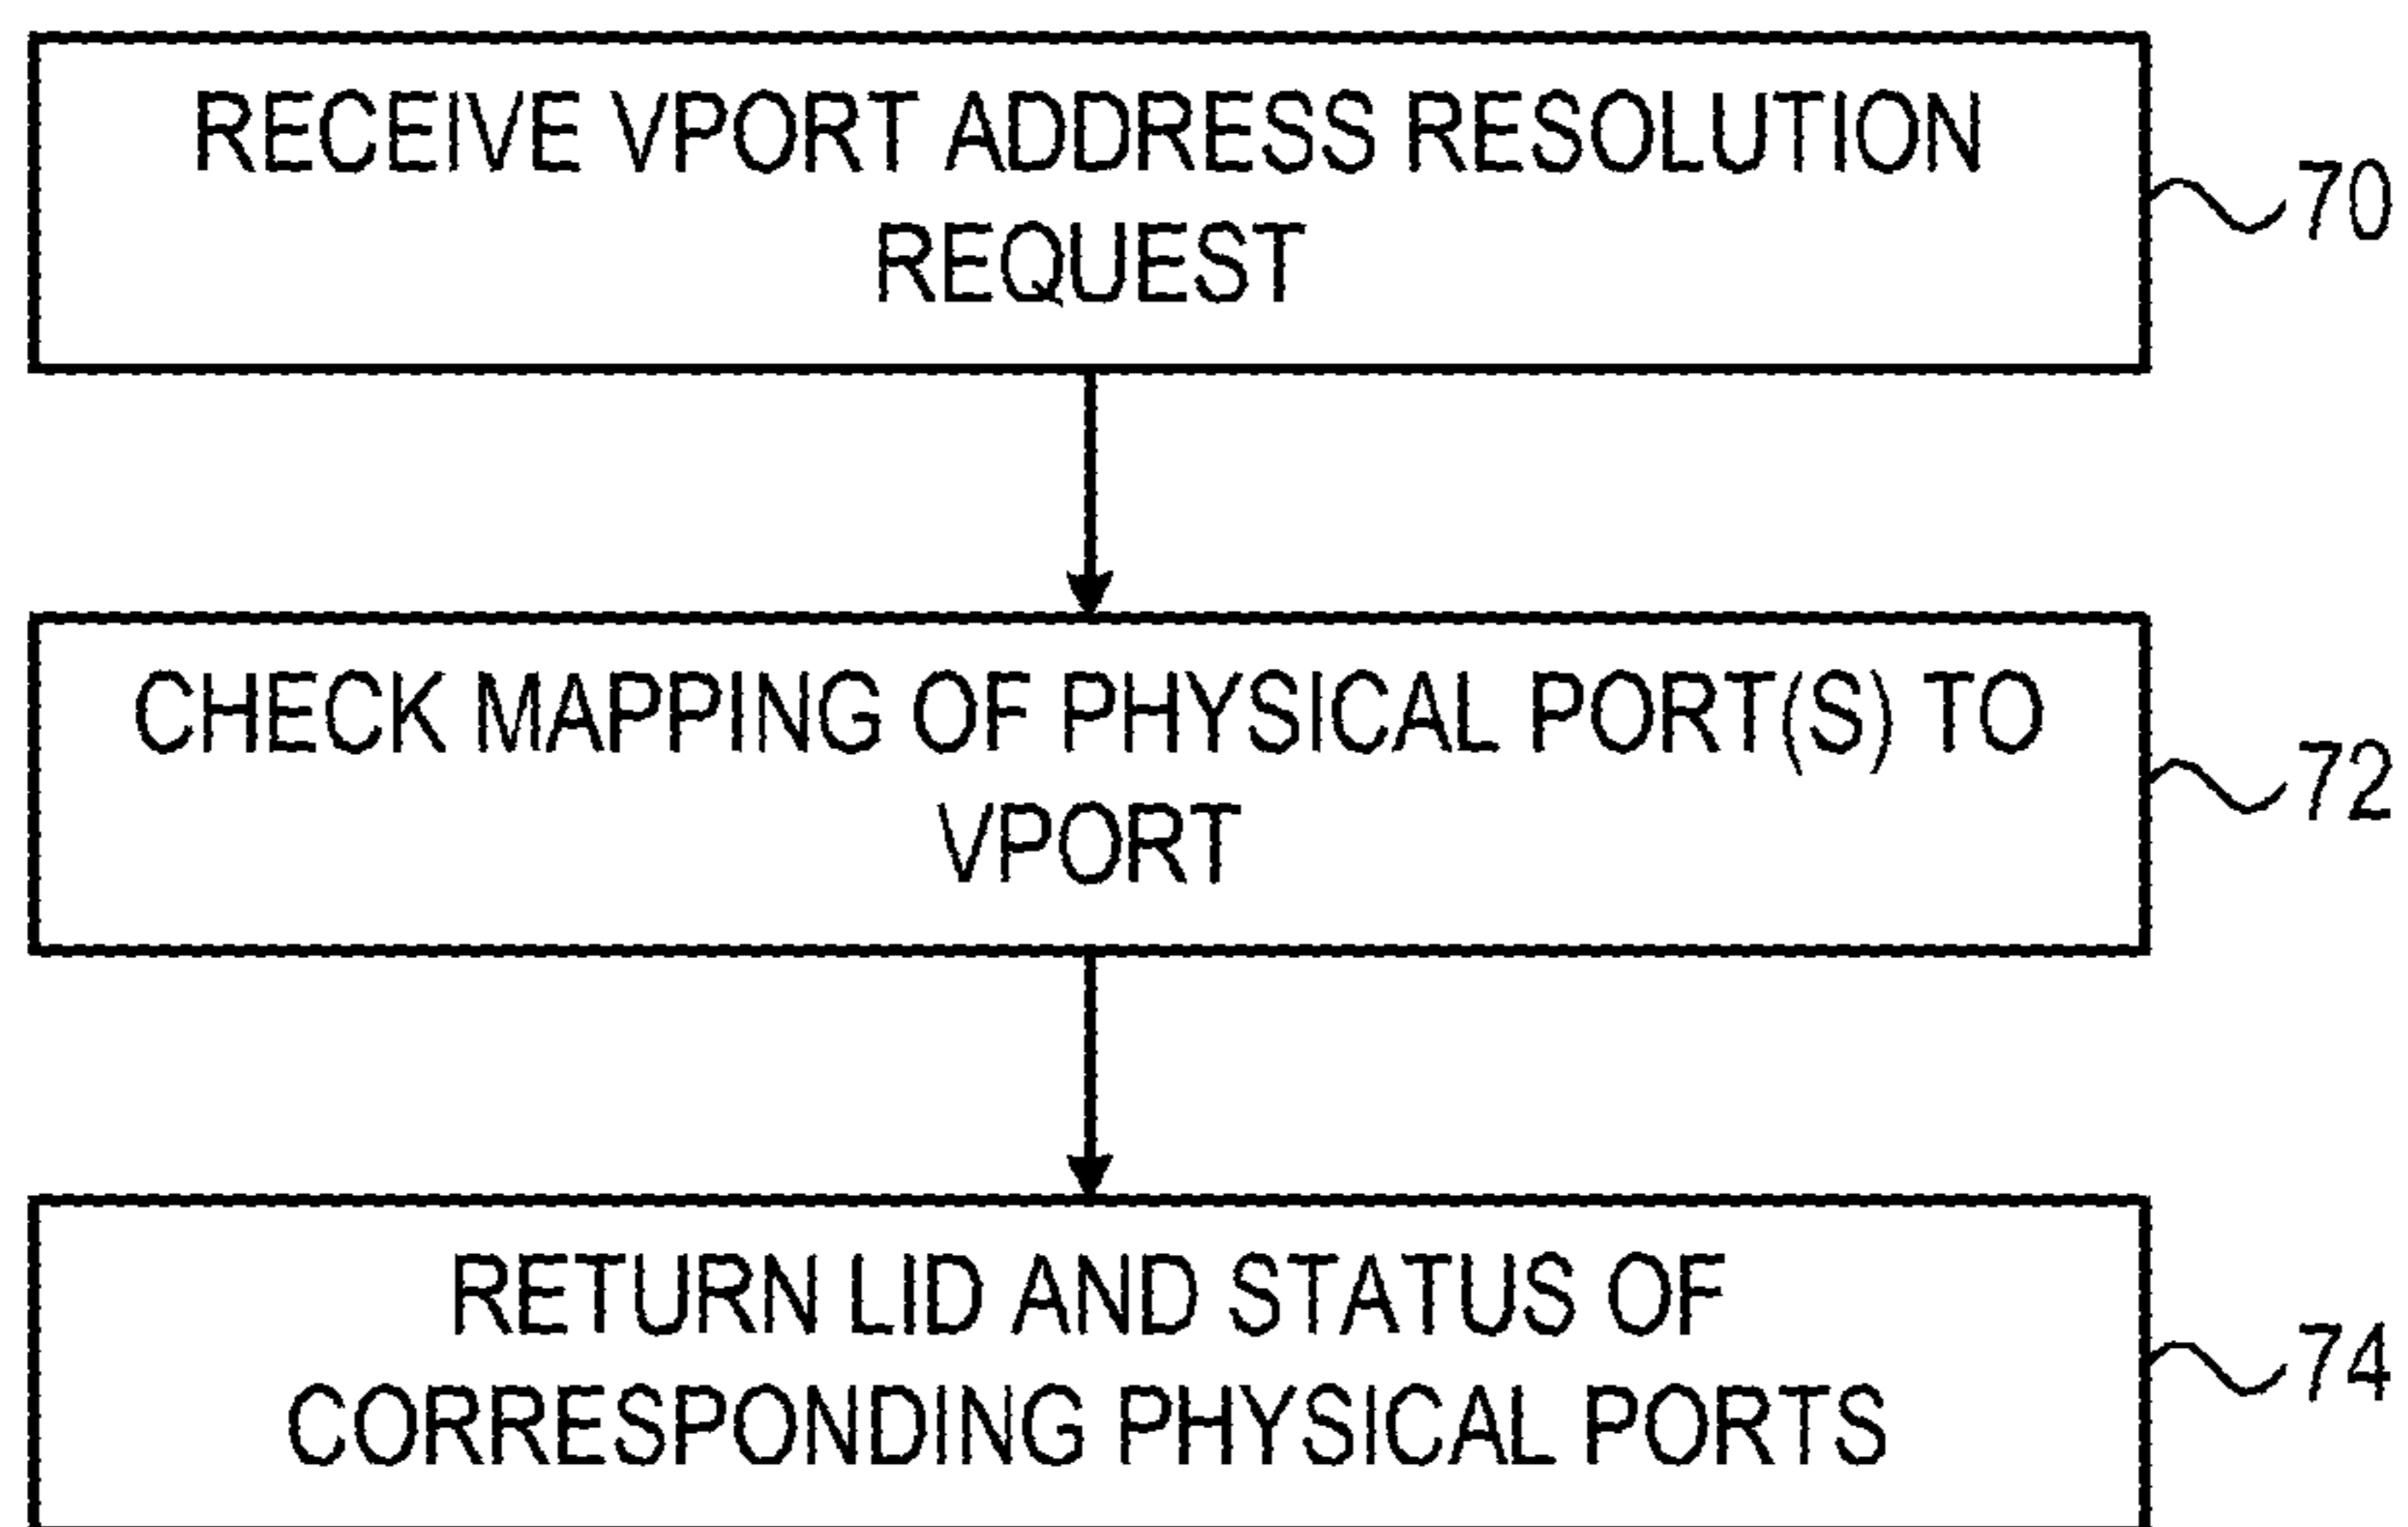 RECEIVE VPORT ADDRESS RESOLUTION
REQUEST
70
CHECK MAPPING OF PHYSICAL PORT(S) TO
VPORT
72
RETURN LID AND STATUS OF
CORRESPONDING PHYSICAL PORTS
74